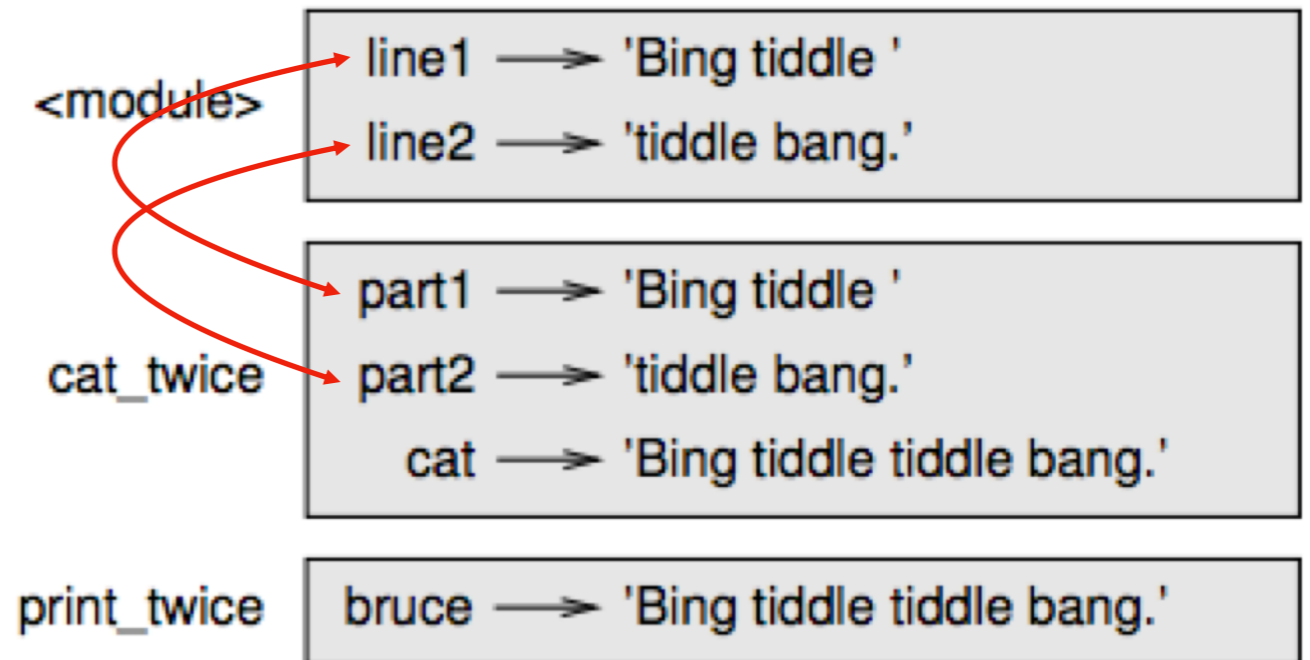 <module>
line1 → 'Bing tiddle '
line2 → 'tiddle bang.'
cat_twice
part1 → 'Bing tiddle '
part2 → 'tiddle bang.'
cat → 'Bing tiddle tiddle bang.'
print_twice
bruce → 'Bing tiddle tiddle bang.'